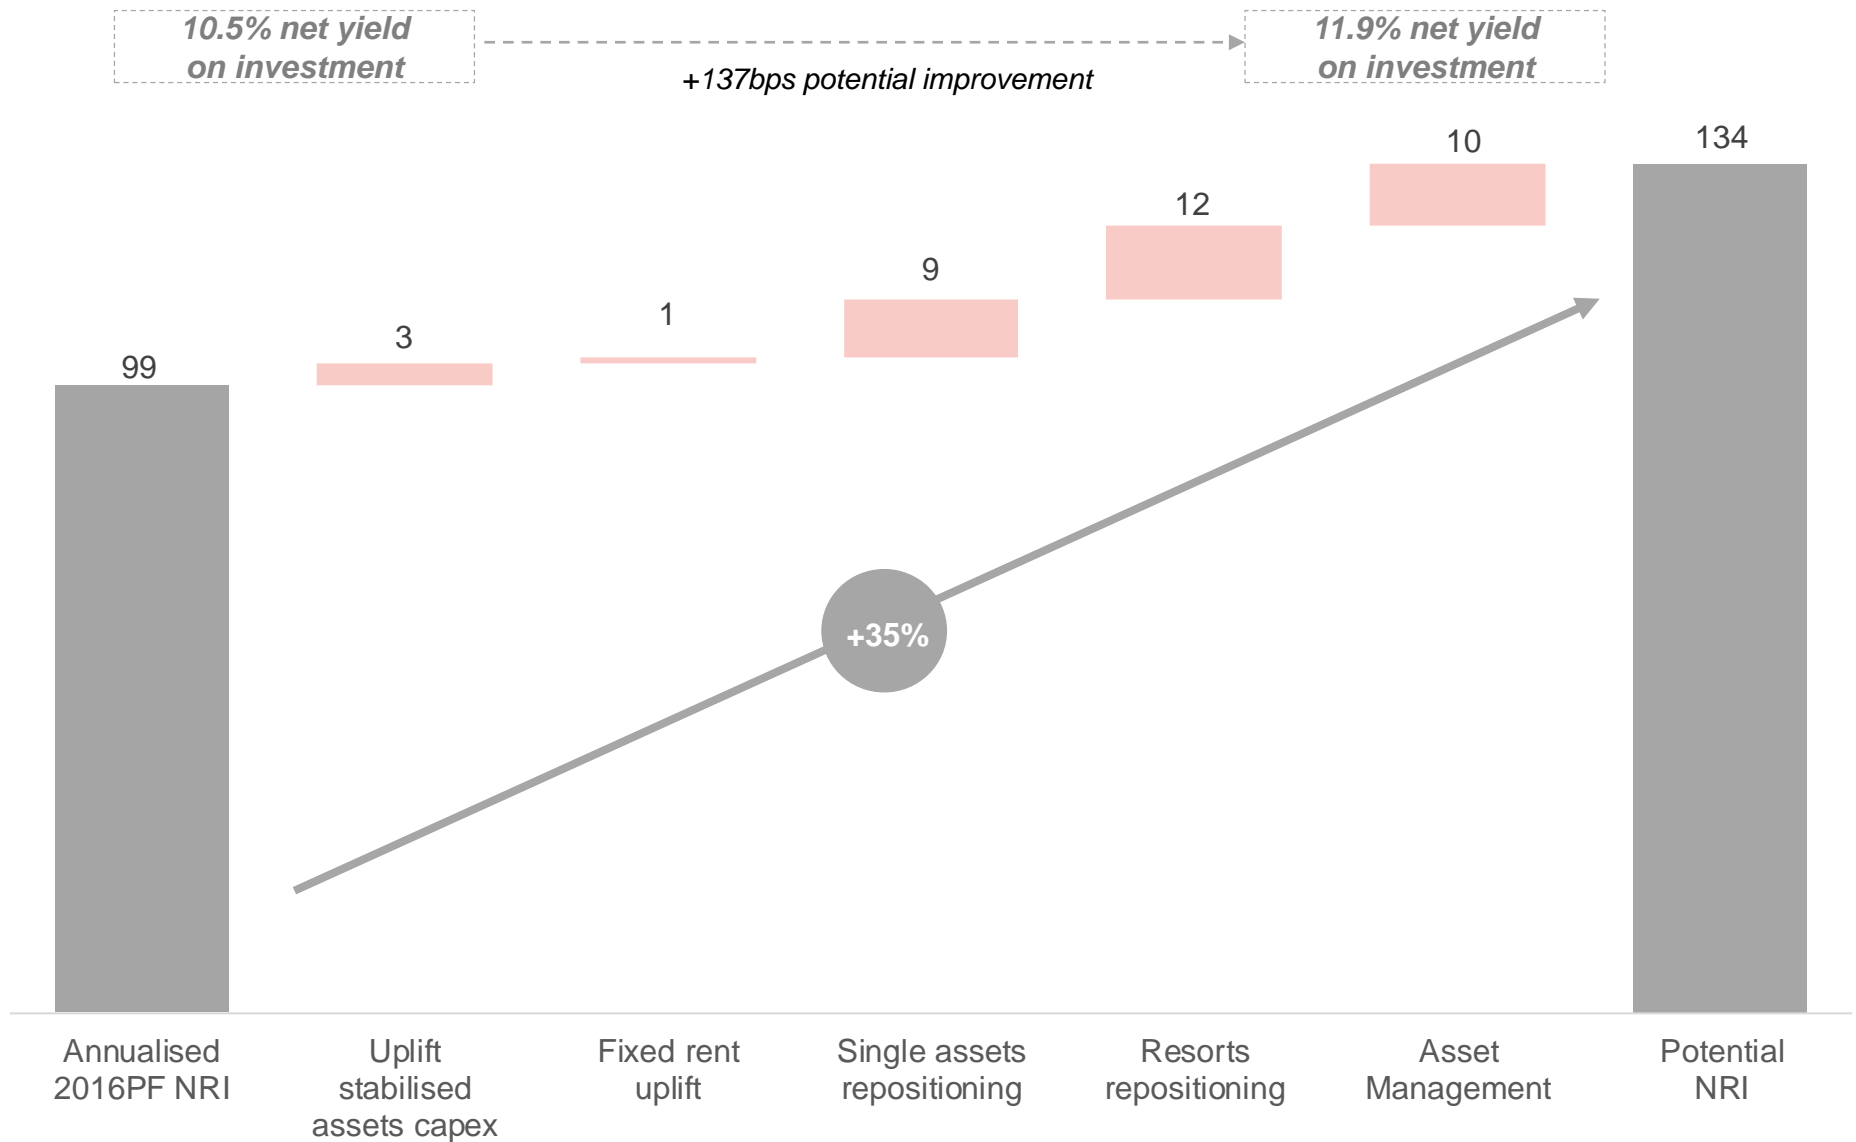 10.5% net yield
on investment
+137bps potential improvement
11.9% net yield
on investment
99
3
1
9
12
10
134
+35%
Annualised
2016PF NRI
Uplift
stabilised
assets capex
Fixed rent
uplift
Single assets
repositioning
Resorts
repositioning
Asset
Management
Potential
NRI